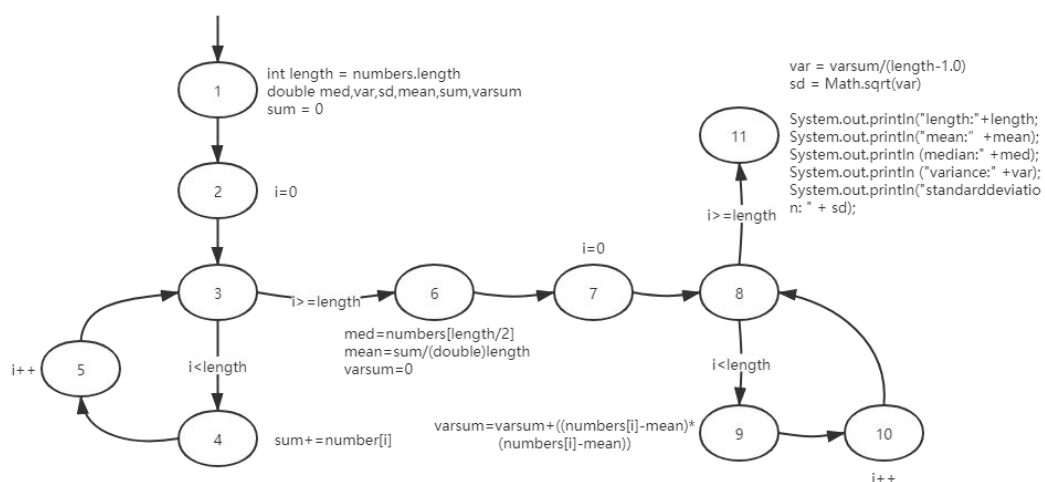 1
int length = numbers.length
double med,var,sd,mean,sum,varsum
sum = 0
2
i=0
3
i>=length
i<length
5
i++
4
sum+=number[i]
6
med=numbers[length/2]
mean=sum/(double)length
varsum=0
i=0
7
8
i>=length
i<length
11
var = varsum/(length-1.0)
sd = Math.sqrt(var)
System.out.println("length:"+length;
System.out.println("mean:" +mean);
System.out.println (median:" +med);
System.out.println ("variance:" +var);
System.out.println("standarddeviatio
n: " + sd);
varsum=varsum+((numbers[i]-mean)*
(numbers[i]-mean))
9
10
i++